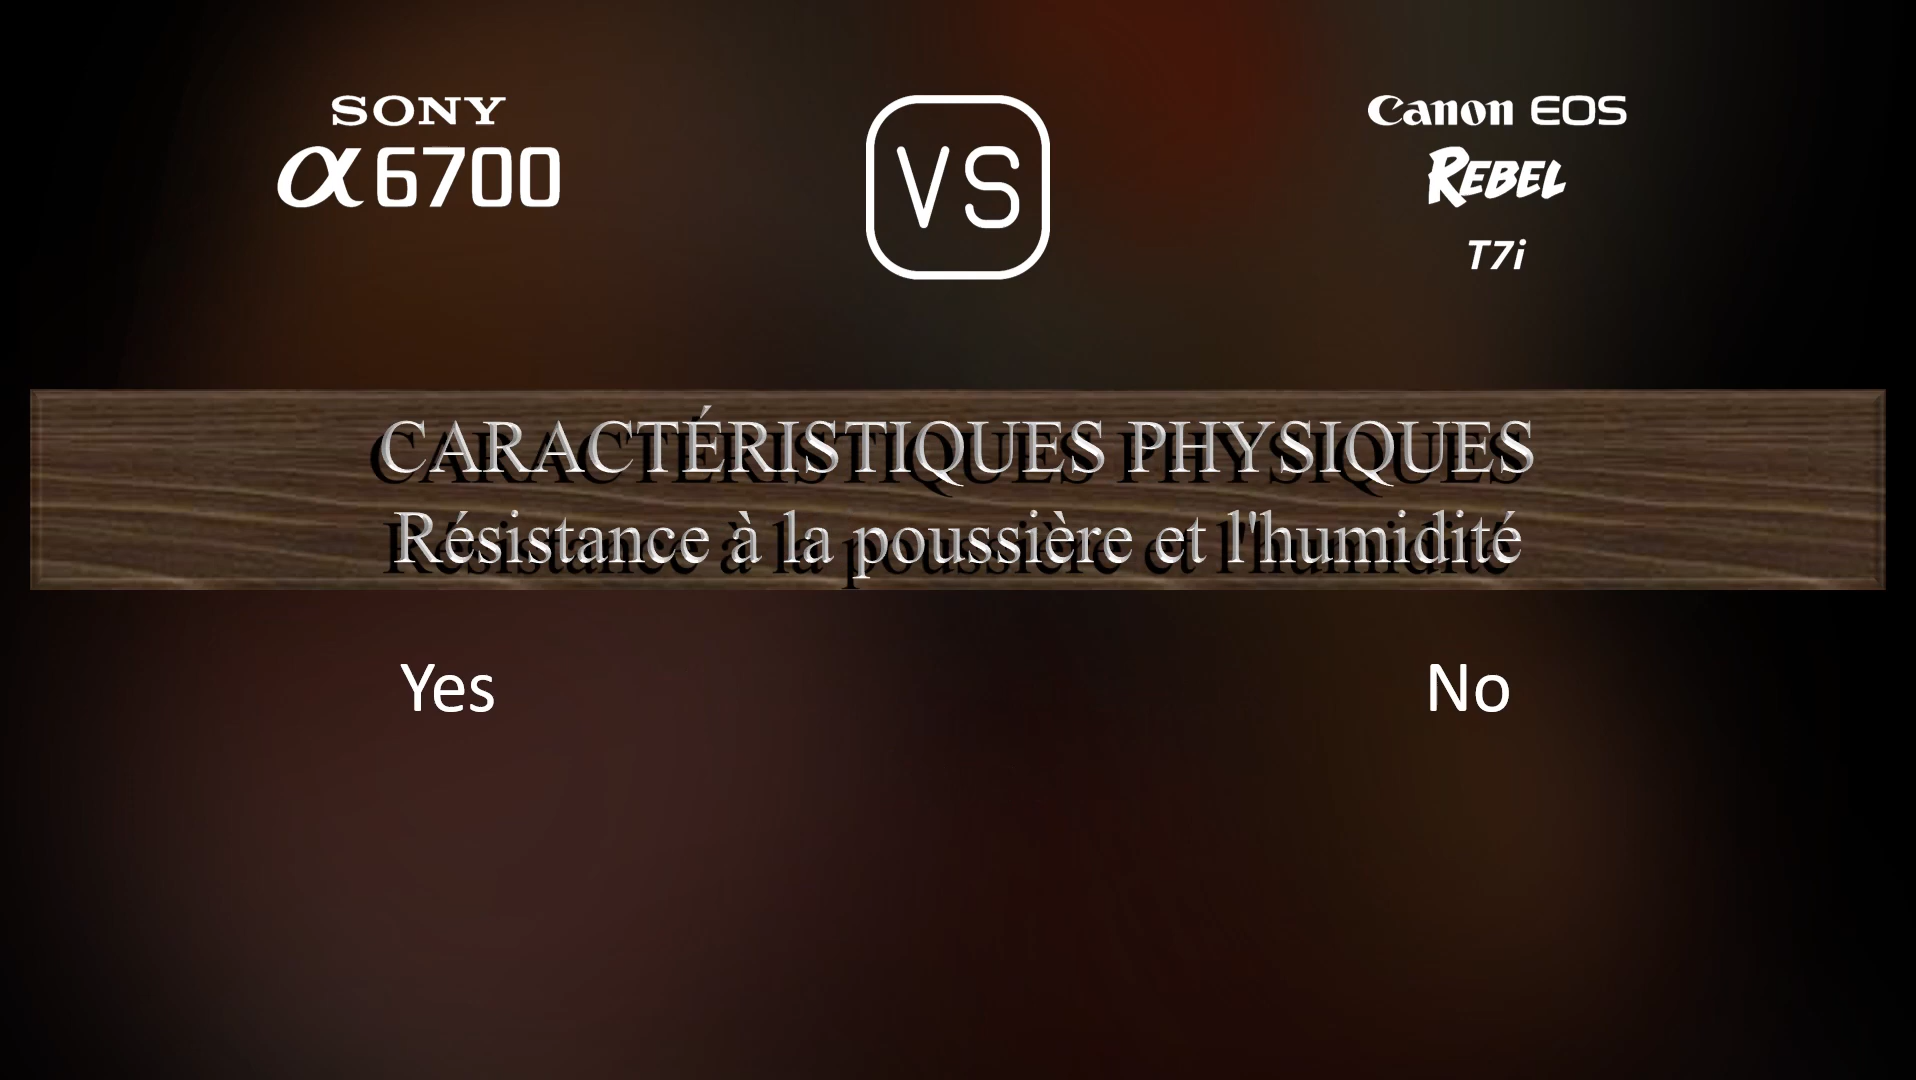 SONY
α6700
VS
Canon EOS
REBEL
T7i
CARACTÉRISTIQUES PHYSIQUES
Résistance à la poussière et l'humidité
Yes
No